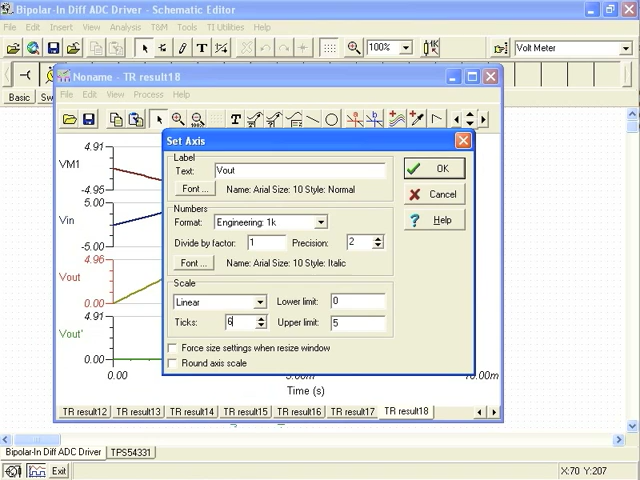 Bipolar-In Diff ADC Driver - Schematic Editor
File Edit Insert View Analysis T&M Tools TI Utilities Help
100% Volt Meter
Basic Sw
Noname - TR result18
File Edit View Process Help
T a b
Set Axis
Label
Text: Vout
Font ... Name: Arial Size: 10 Style: Normal
OK
Cancel
? Help
Numbers
Format: Engineering: 1k
Divide by factor: 1 Precision: 2
Font ... Name: Arial Size: 10 Style: Italic
Scale
Linear Lower limit: 0
Ticks: 6 Upper limit: 5
Force size settings when resize window
Round axis scale
4.91
VM1
-4.95
5.00
Vin
-5.00
4.96
Vout
0.00
4.91
Vout'
0.00
0.00 5.00m 10.00m
Time (s)
TR result12 TR result13 TR result14 TR result15 TR result16 TR result17 TR result18
Bipolar-In Diff ADC Driver TPS54331
Exit X:70 Y:207